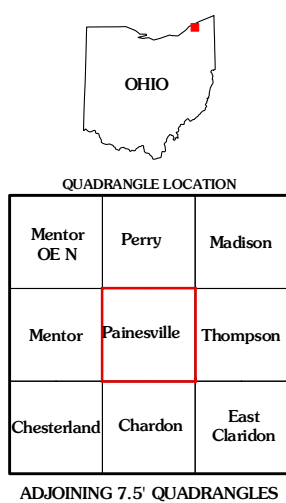 OHIO
QUADRANGLE LOCATION
Mentor
OE N
Perry
Madison
Mentor
Painesville
Thompson
Chesterland
Chardon
East
Claridon
ADJOINING 7.5' QUADRANGLES